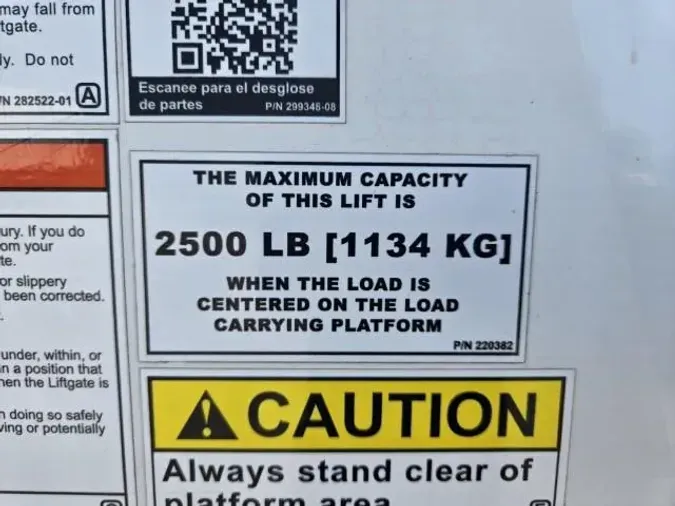 may fall from
tgate.
ly. Do not
/N 282522-01 A
Escanee para el desglose
de partes P/N 299348-08
THE MAXIMUM CAPACITY
OF THIS LIFT IS
2500 LB [1134 KG]
WHEN THE LOAD IS
CENTERED ON THE LOAD
CARRYING PLATFORM
P/N 220382
ury. If you do
om your
te.
or slippery
been corrected.
under, within, or
n a position that
hen the Liftgate is
n doing so safely
ving or potentially
CAUTION
Always stand clear of
platform area